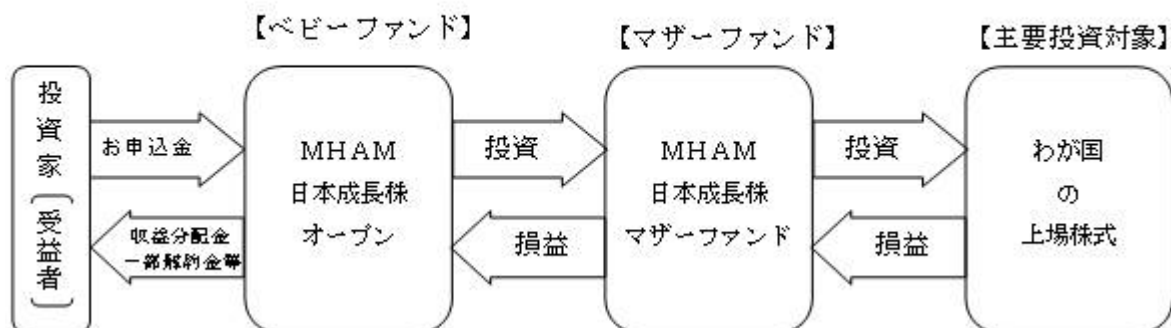 【ベビーファンド】
【マザーファンド】
【主要投資対象】
投資家
(受益者)
お申込金
収益分配金
一部解約金等
MHAM
日本成長株
オープン
投資
損益
MHAM
日本成長株
マザーファンド
投資
損益
わが国
の
上場株式